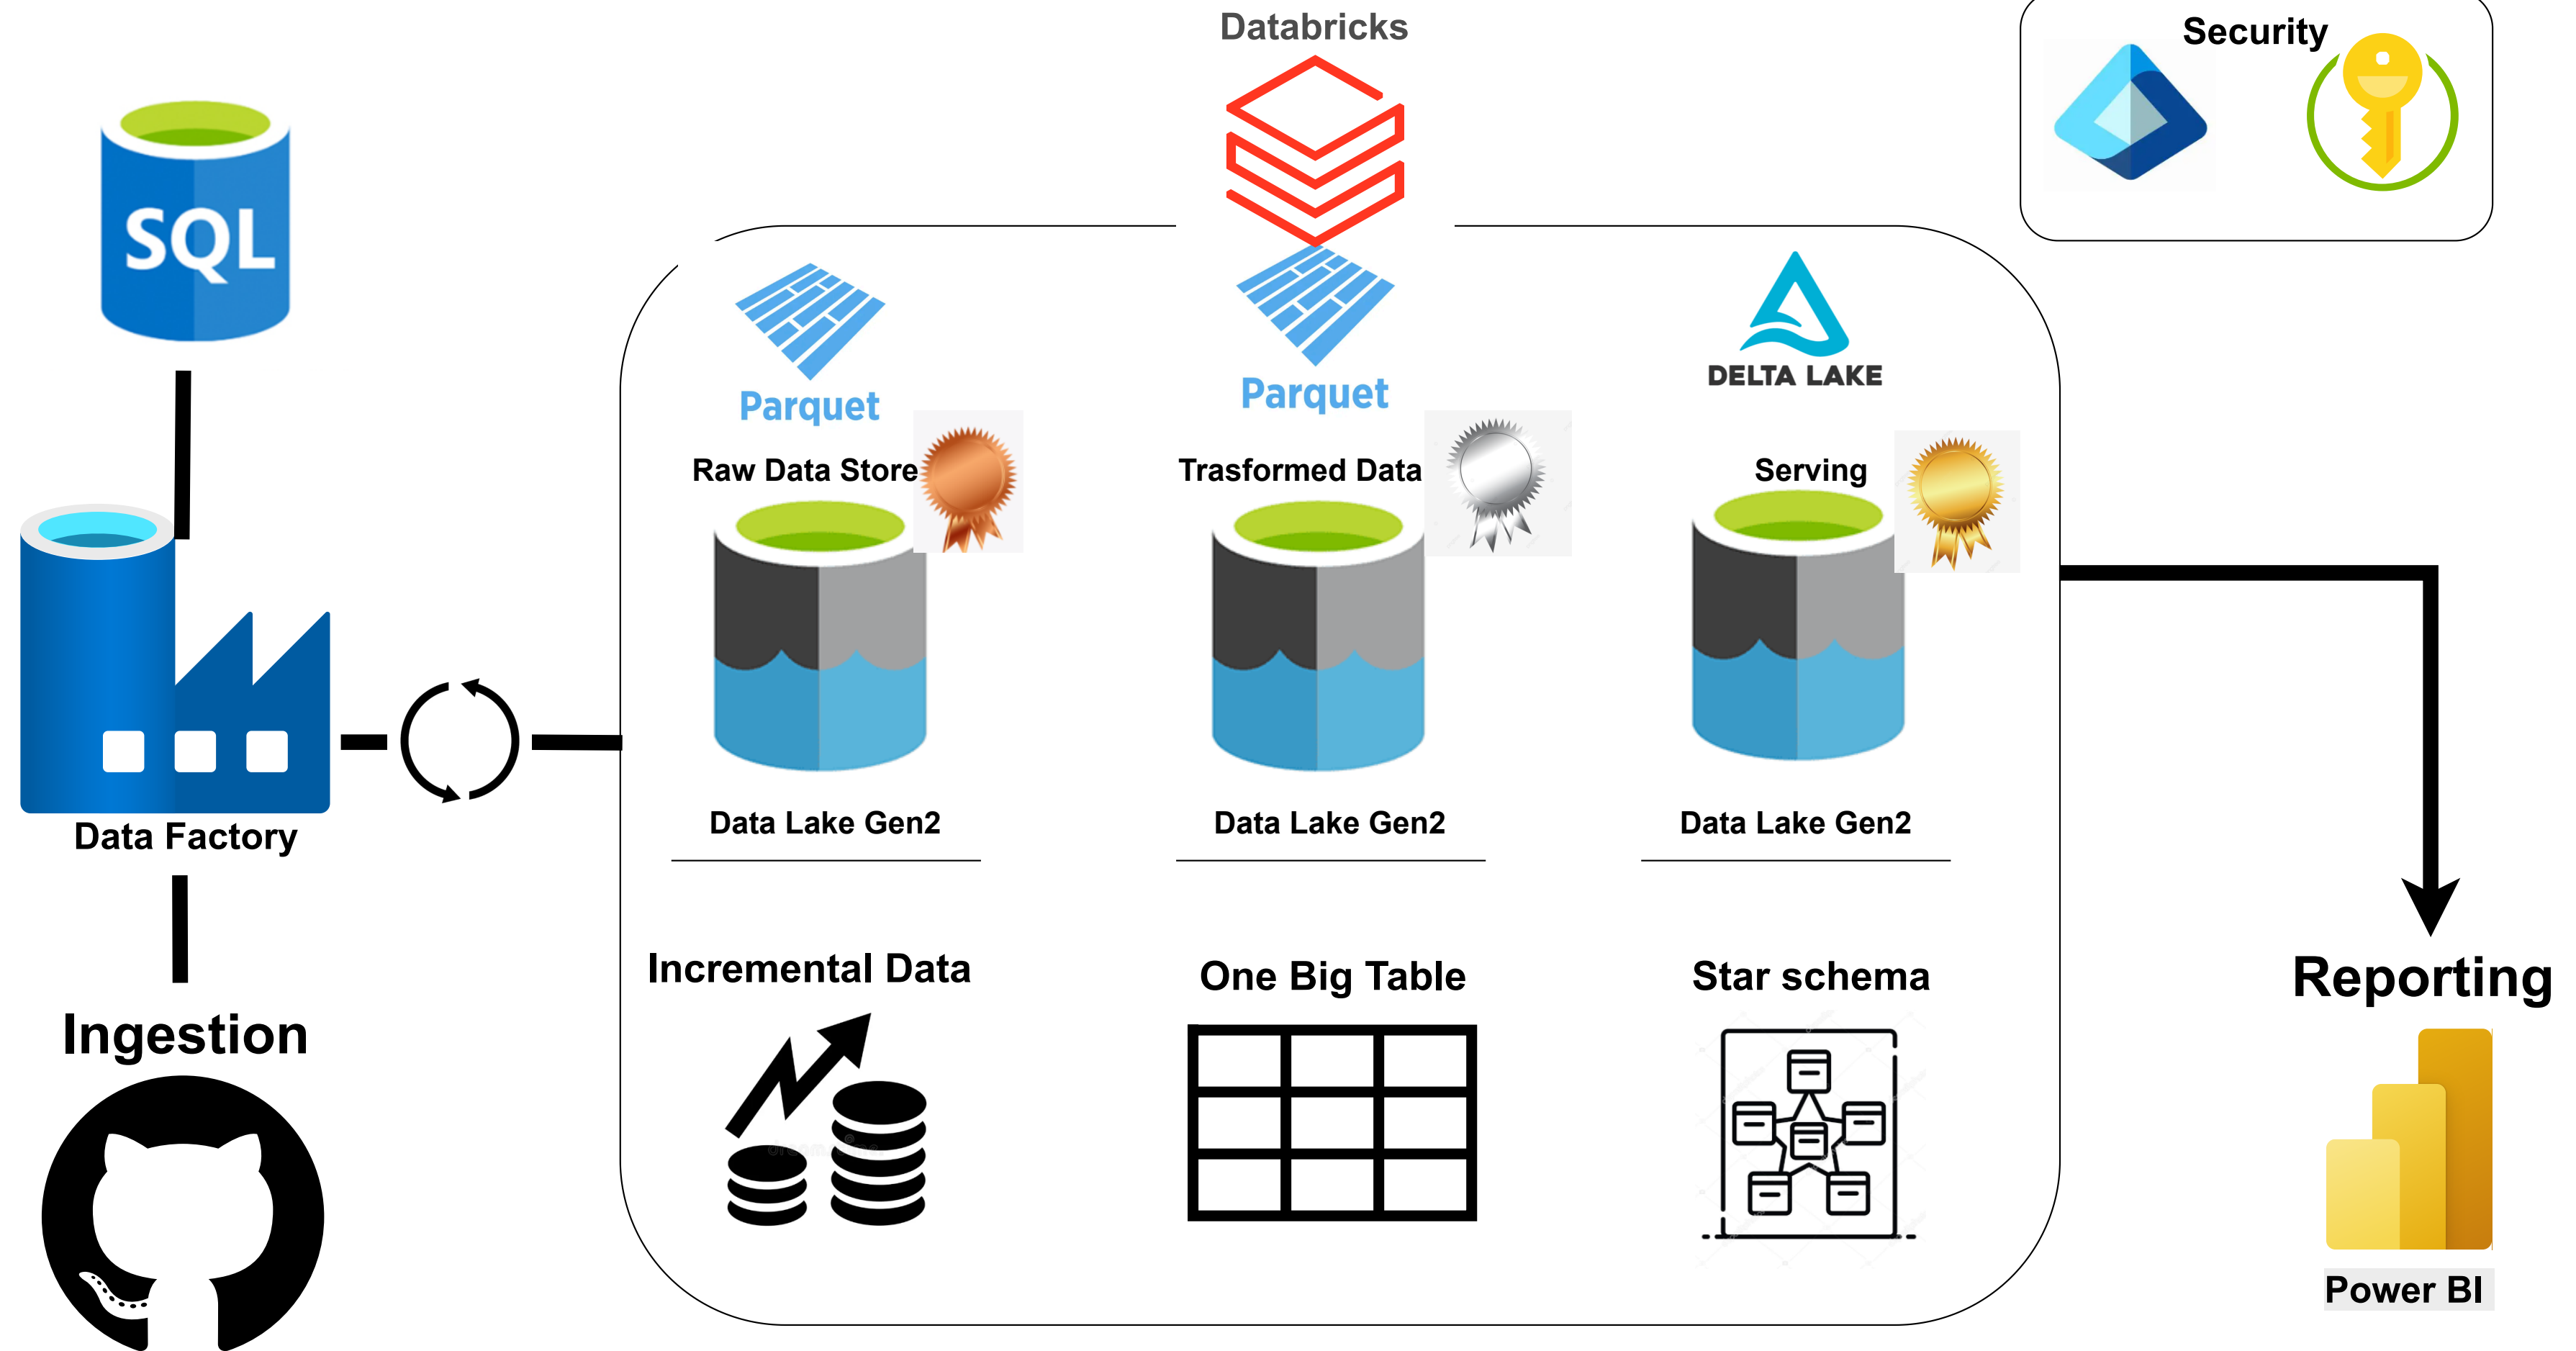 Databricks
Security
SQL
Parquet
Parquet
DELTA LAKE
Raw Data Store
Trasformed Data
Serving
Data Factory
Data Lake Gen2
Data Lake Gen2
Data Lake Gen2
Incremental Data
One Big Table
Star schema
Reporting
Ingestion
Power BI